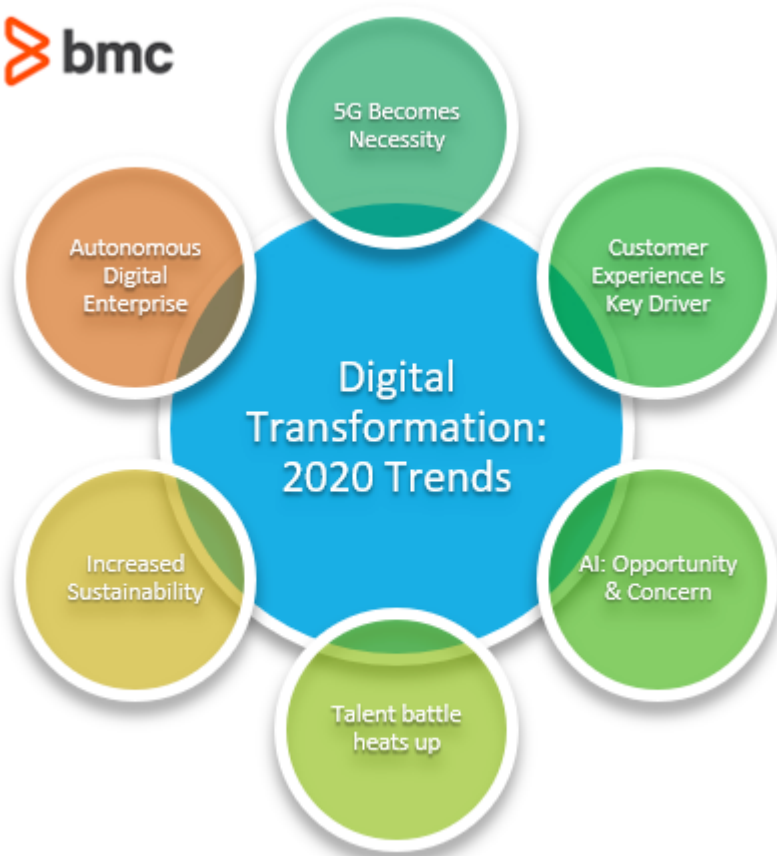 bmc
5G Becomes
Necessity
Customer
Experience Is
Key Driver
AI: Opportunity
& Concern
Talent battle
heats up
Increased
Sustainability
Autonomous
Digital
Enterprise
Digital
Transformation:
2020 Trends